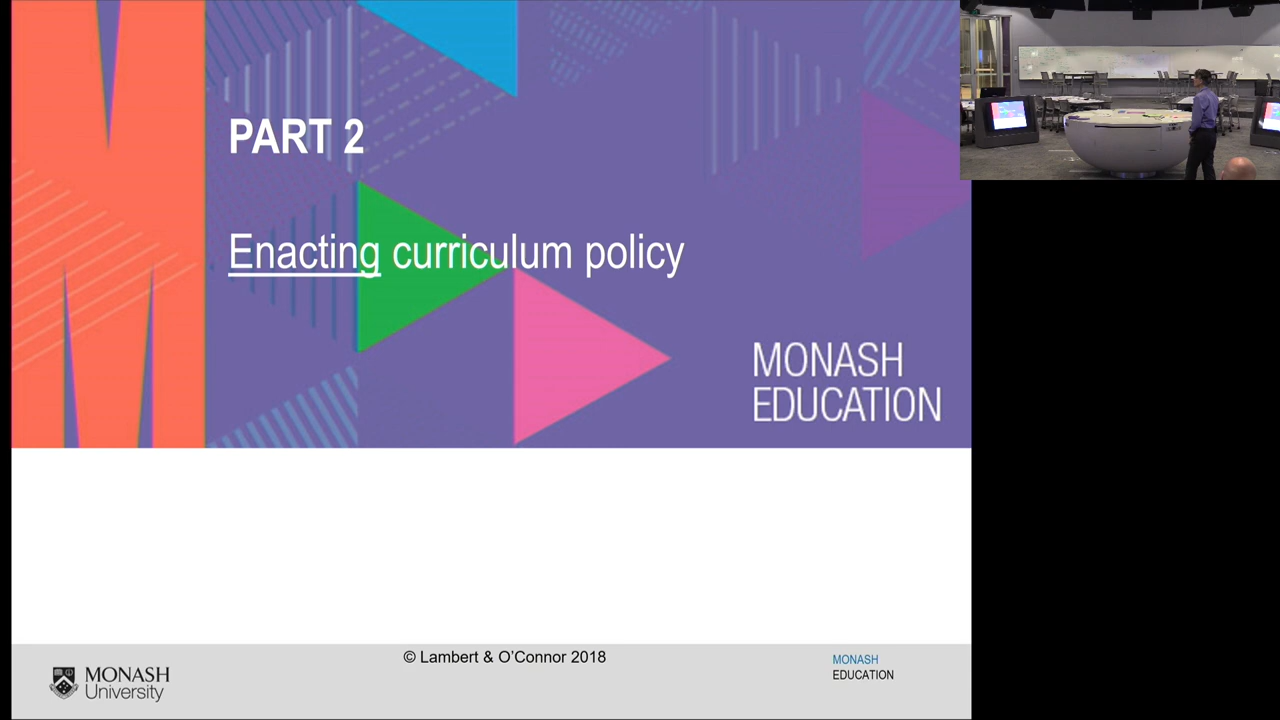 PART 2
Enacting curriculum policy
MONASH
EDUCATION
© Lambert & O'Connor 2018
MONASH
University
MONASH
EDUCATION